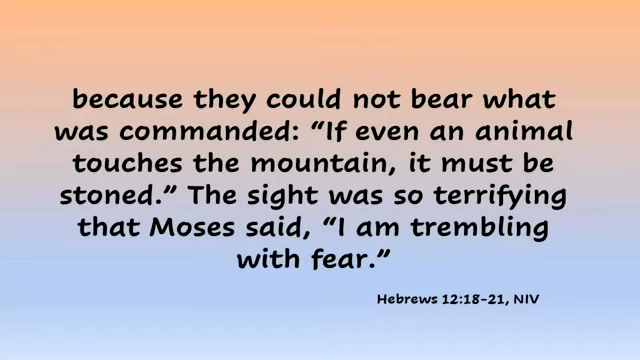 because they could not bear what
was commanded: “If even an animal
touches the mountain, it must be
stoned.” The sight was so terrifying
that Moses said, “I am trembling
with fear.”
Hebrews 12:18-21, NIV